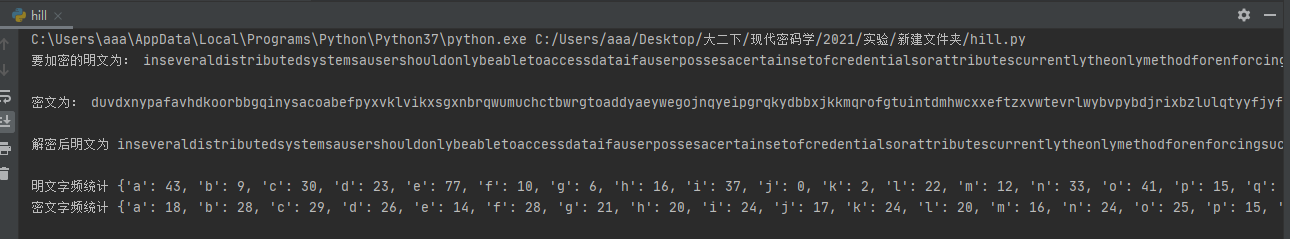 hill
C:\Users\aaa\AppData\Local\Programs\Python\Python37\python.exe C:/Users/aaa/Desktop/大二下/现代密码学/2021/实验/新建文件夹/hill.py
要加密的明文为： inseveraldistributedsystemsausershouldonlybeabletoaccessdataifauserpossesacertainsetofcredentialsorattributescurrentlytheonlymethodforenforcing
密文为： duvdxnypafavhdkoorbbgqinysacoabefpyxvklvikxsgxnbrqwumuchctbwrgtoaddyaeywegojnqyeipgrqkydbbxjkkmqrofgtuintdmhwcxxeftzxvwtevrlwybvpybdjrixbzlulqtyyfjyf
解密后明文为 inseveraldistributedsystemsausershouldonlybeabletoaccessdataifauserpossesacertainsetofcredentialsorattributescurrentlytheonlymethodforenforcingsuc
明文字频统计 {'a': 43, 'b': 9, 'c': 30, 'd': 23, 'e': 77, 'f': 10, 'g': 6, 'h': 16, 'i': 37, 'j': 0, 'k': 2, 'l': 22, 'm': 12, 'n': 33, 'o': 41, 'p': 15, 'q':
密文字频统计 {'a': 18, 'b': 28, 'c': 29, 'd': 26, 'e': 14, 'f': 28, 'g': 21, 'h': 20, 'i': 24, 'j': 17, 'k': 24, 'l': 20, 'm': 16, 'n': 24, 'o': 25, 'p': 15, '